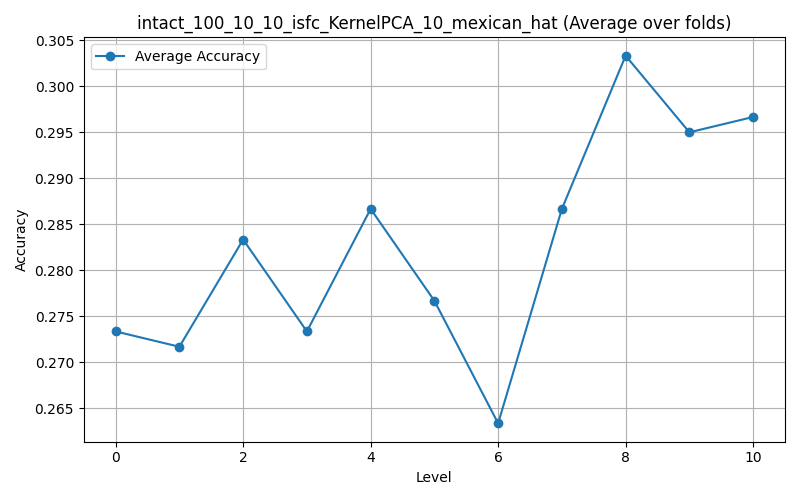 intact_100_10_10_isfc_KernelPCA_10_mexican_hat (Average over folds)
Average Accuracy
Accuracy
0.305
0.300
0.295
0.290
0.285
0.280
0.275
0.270
0.265
0 2 4 6 8 10
Level